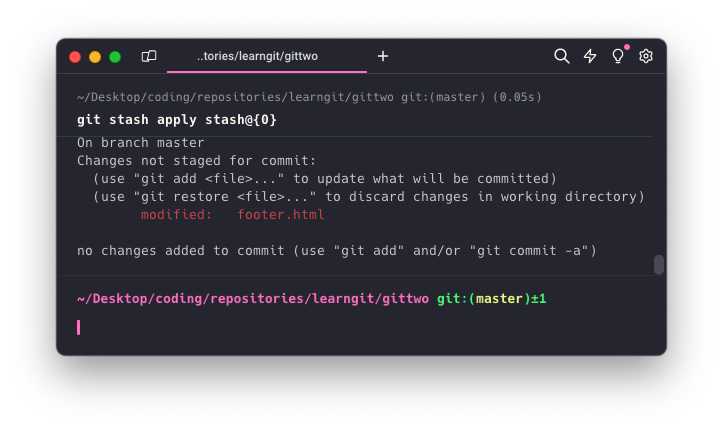 ..tories/learngit/gittwo
~/Desktop/coding/repositories/learngit/gittwo git:(master) (0.05s)
git stash apply stash@{0}
On branch master
Changes not staged for commit:
  (use "git add <file>..." to update what will be committed)
  (use "git restore <file>..." to discard changes in working directory)
        modified:   footer.html
no changes added to commit (use "git add" and/or "git commit -a")
~/Desktop/coding/repositories/learngit/gittwo git:(master)±1